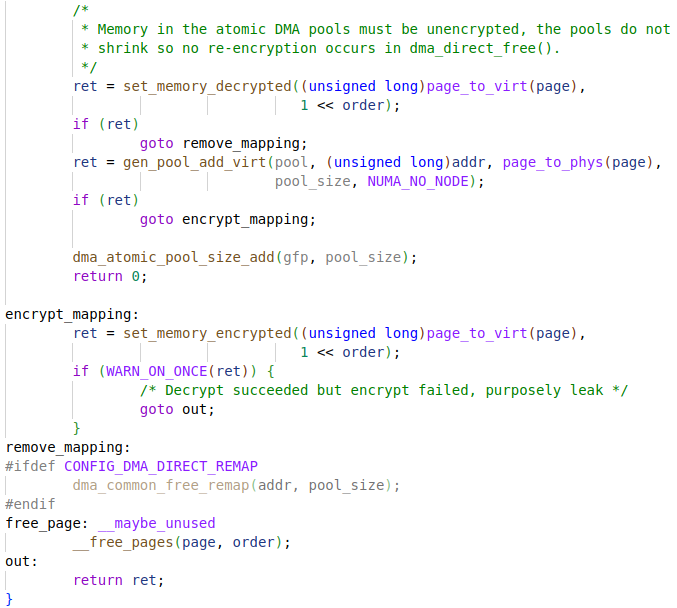 /*
 * Memory in the atomic DMA pools must be unencrypted, the pools do not
 * shrink so no re-encryption occurs in dma_direct_free().
 */
ret = set_memory_decrypted((unsigned long)page_to_virt(page),
1 << order);
if (ret)
goto remove_mapping;
ret = gen_pool_add_virt(pool, (unsigned long)addr, page_to_phys(page),
pool_size, NUMA_NO_NODE);
if (ret)
goto encrypt_mapping;
dma_atomic_pool_size_add(gfp, pool_size);
return 0;
encrypt_mapping:
ret = set_memory_encrypted((unsigned long)page_to_virt(page),
1 << order);
if (WARN_ON_ONCE(ret)) {
/* Decrypt succeeded but encrypt failed, purposely leak */
goto out;
}
remove_mapping:
#ifdef CONFIG_DMA_DIRECT_REMAP
dma_common_free_remap(addr, pool_size);
#endif
free_page: __maybe_unused
__free_pages(page, order);
out:
return ret;
}